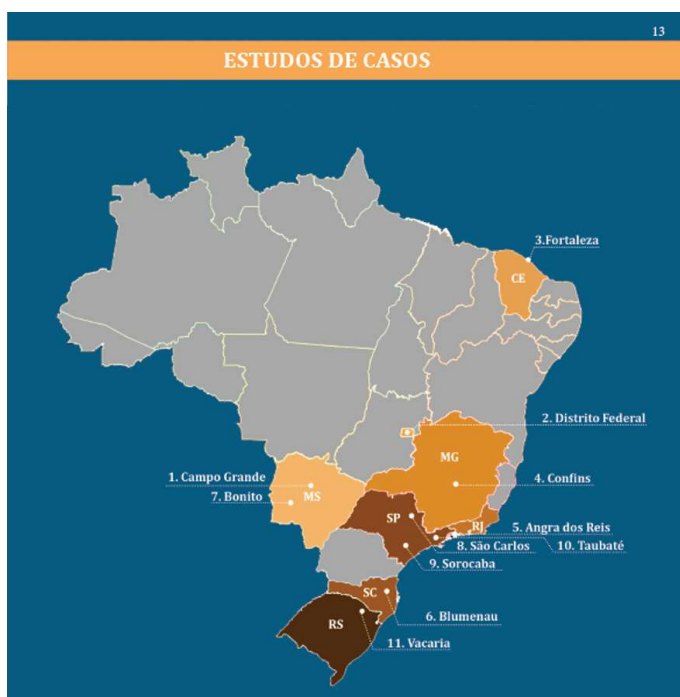 13
ESTUDOS DE CASOS
3.Fortaleza
CE
2. Distrito Federal
MG
1. Campo Grande
4. Confins
7. Bonito
MS
SP
RJ
5. Angra dos Reis
8. São Carlos
10. Taubaté
9. Sorocaba
SC
6. Blumenau
RS
11. Vacaria